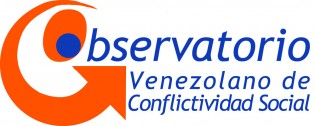 Observatorio
Venezolano de
Conflictividad Social